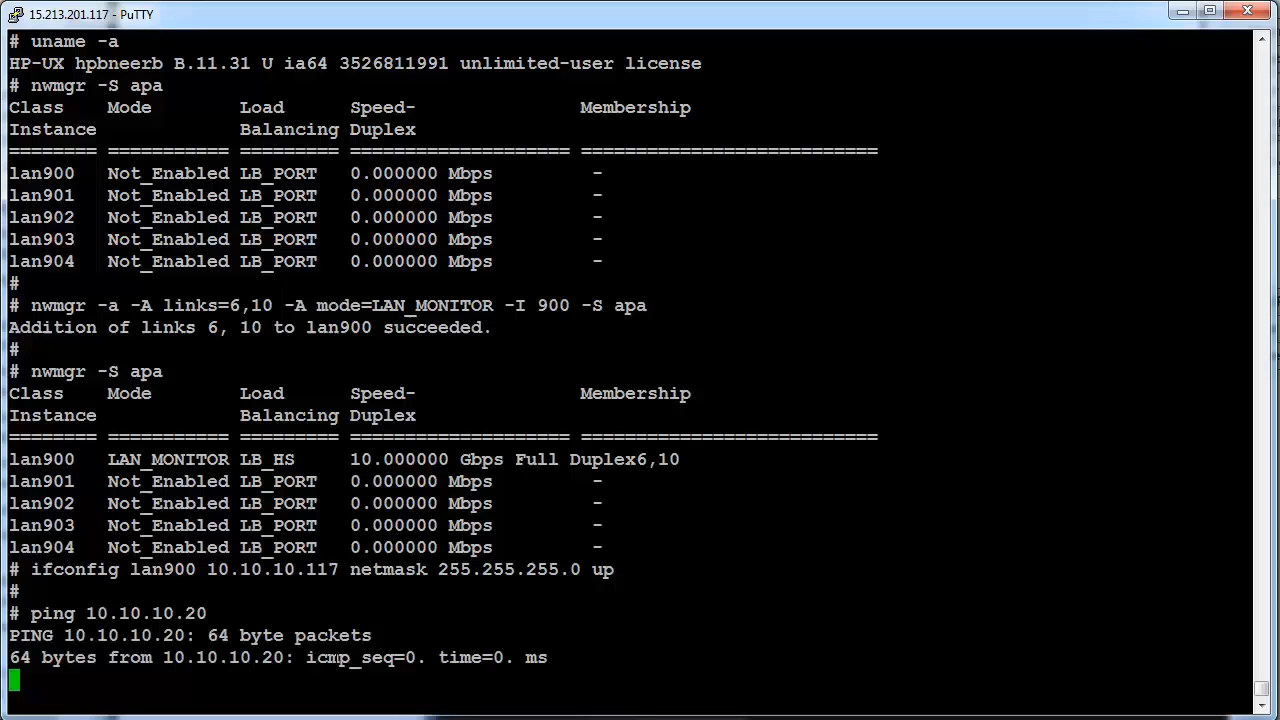 15.213.201.117 - PuTTY
# uname -a
HP-UX hpbneerb B.11.31 U ia64 3526811991 unlimited-user license
# nwmgr -S apa
Class    Mode        Load      Speed-               Membership
Instance             Balancing Duplex
======== =========== ========= ==================== ===========================
lan900   Not_Enabled LB_PORT   0.000000 Mbps         -
lan901   Not_Enabled LB_PORT   0.000000 Mbps         -
lan902   Not_Enabled LB_PORT   0.000000 Mbps         -
lan903   Not_Enabled LB_PORT   0.000000 Mbps         -
lan904   Not_Enabled LB_PORT   0.000000 Mbps         -
#
# nwmgr -a -A links=6,10 -A mode=LAN_MONITOR -I 900 -S apa
Addition of links 6, 10 to lan900 succeeded.
#
# nwmgr -S apa
Class    Mode        Load      Speed-               Membership
Instance             Balancing Duplex
======== =========== ========= ==================== ===========================
lan900   LAN_MONITOR LB_HS     10.000000 Gbps Full Duplex6,10
lan901   Not_Enabled LB_PORT   0.000000 Mbps         -
lan902   Not_Enabled LB_PORT   0.000000 Mbps         -
lan903   Not_Enabled LB_PORT   0.000000 Mbps         -
lan904   Not_Enabled LB_PORT   0.000000 Mbps         -
# ifconfig lan900 10.10.10.117 netmask 255.255.255.0 up
#
# ping 10.10.10.20
PING 10.10.10.20: 64 byte packets
64 bytes from 10.10.10.20: icmp_seq=0. time=0. ms